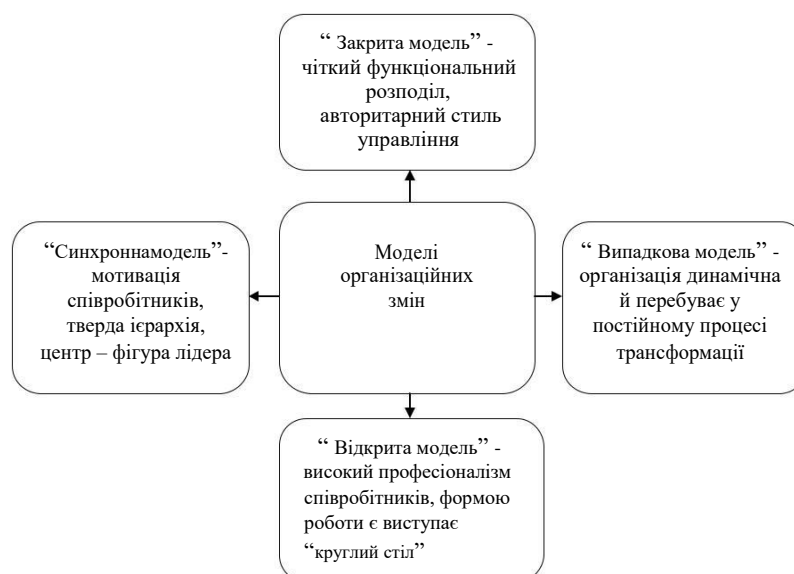 “ Закрита модель” -
чіткий функціональний
розподіл,
авторитарний стиль
управління
“Синхроннамодель”-
мотивація
співробітників,
тверда ієрархія,
центр – фігура лідера
Моделі
організаційних
змін
“ Випадкова модель” -
організація динамічна
й перебуває у
постійному процесі
трансформації
“ Відкрита модель” -
високий професіоналізм
співробітників, формою
роботи є виступає
“круглий стіл”